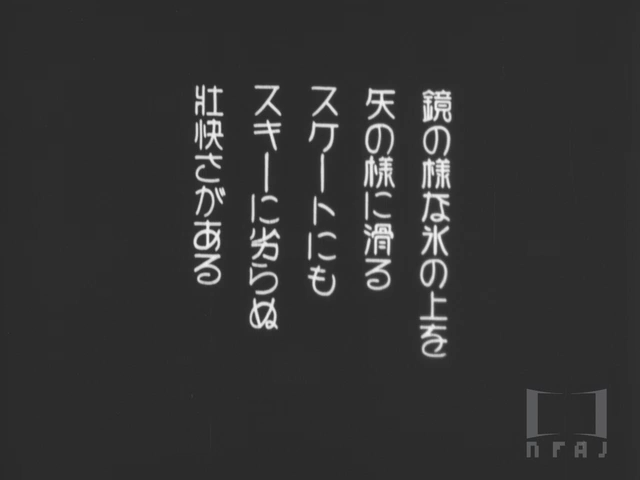 鏡の様な氷の上を
矢の様に滑る
スケートにも
スキーに劣らぬ
壮快さがある
NFAJ